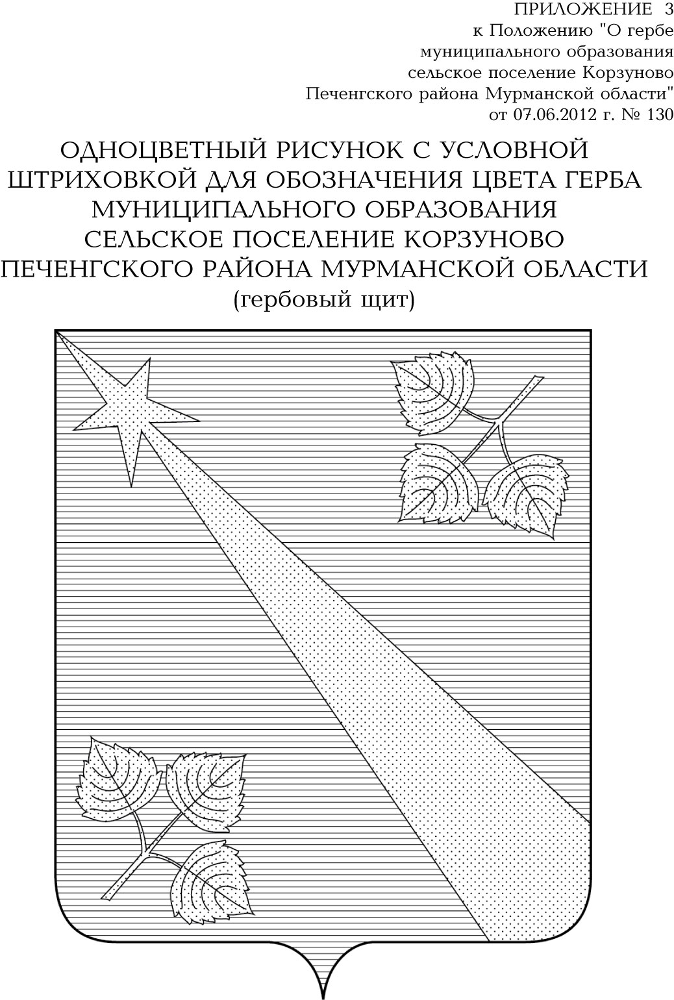 ПРИЛОЖЕНИЕ 3
к Положению "О гербе
муниципального образования
сельское поселение Корзуново
Печенгского района Мурманской области"
от 07.06.2012 г. № 130
ОДНОЦВЕТНЫЙ РИСУНОК С УСЛОВНОЙ
ШТРИХОВКОЙ ДЛЯ ОБОЗНАЧЕНИЯ ЦВЕТА ГЕРБА
МУНИЦИПАЛЬНОГО ОБРАЗОВАНИЯ
СЕЛЬСКОЕ ПОСЕЛЕНИЕ КОРЗУНОВО
ПЕЧЕНГСКОГО РАЙОНА МУРМАНСКОЙ ОБЛАСТИ
(гербовый щит)